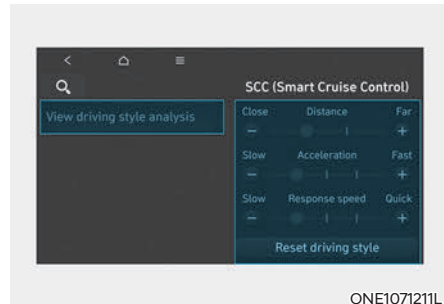 SCC (Smart Cruise Control)
View driving style analysis
Close Distance Far
Slow Acceleration Fast
Slow Response speed Quick
Reset driving style
ONE1071211L